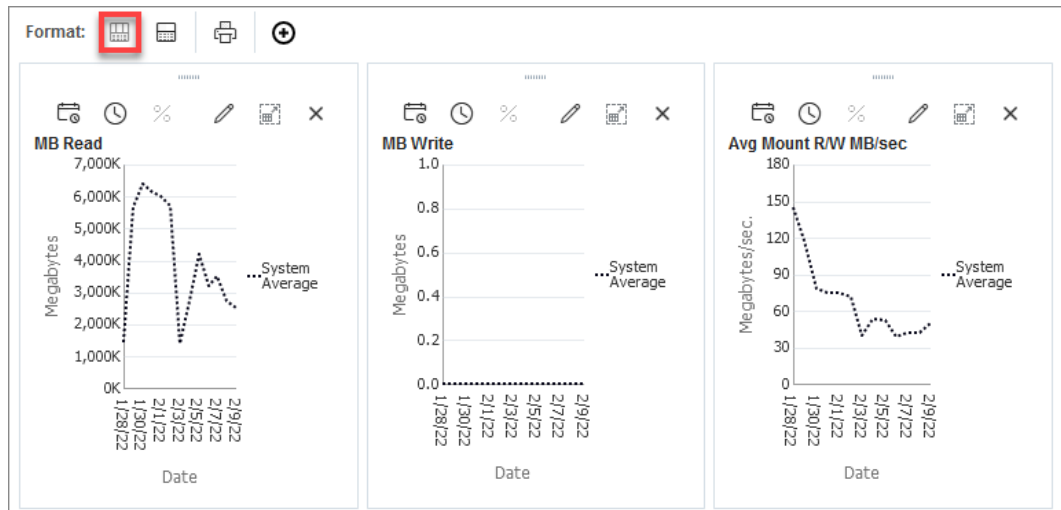 Format:
MB Read
7,000K
6,000K
5,000K
4,000K
3,000K
2,000K
1,000K
0K
Megabytes
1/28/22
1/30/22
2/1/22
2/3/22
2/5/22
2/7/22
2/9/22
Date
System
Average
MB Write
1.0
0.8
0.6
0.4
0.2
0.0
Megabytes
1/28/22
1/30/22
2/1/22
2/3/22
2/5/22
2/7/22
2/9/22
Date
System
Average
Avg Mount R/W MB/sec
180
150
120
90
60
30
0
Megabytes/sec.
1/28/22
1/30/22
2/1/22
2/3/22
2/5/22
2/7/22
2/9/22
Date
System
Average